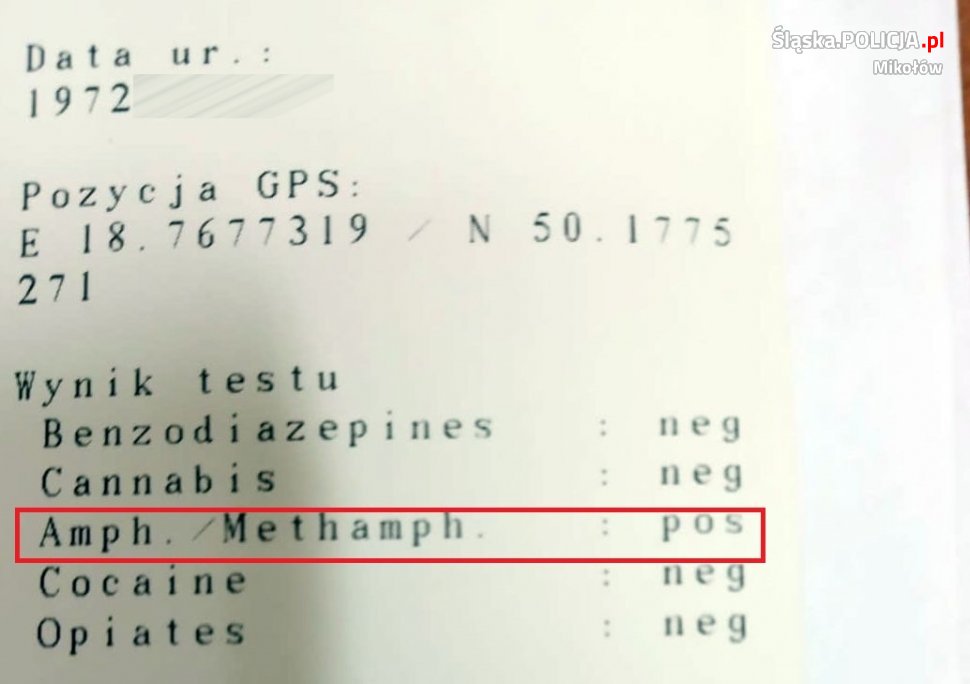 Śląska.POLICJA.pl
Mikołów
Data ur.:
1972
Pozycja GPS:
E 18.7677319 / N 50.1775
271
Wynik testu
Benzodiazepines : neg
Cannabis : neg
Amph./Methamph. : pos
Cocaine : neg
Opiates : neg